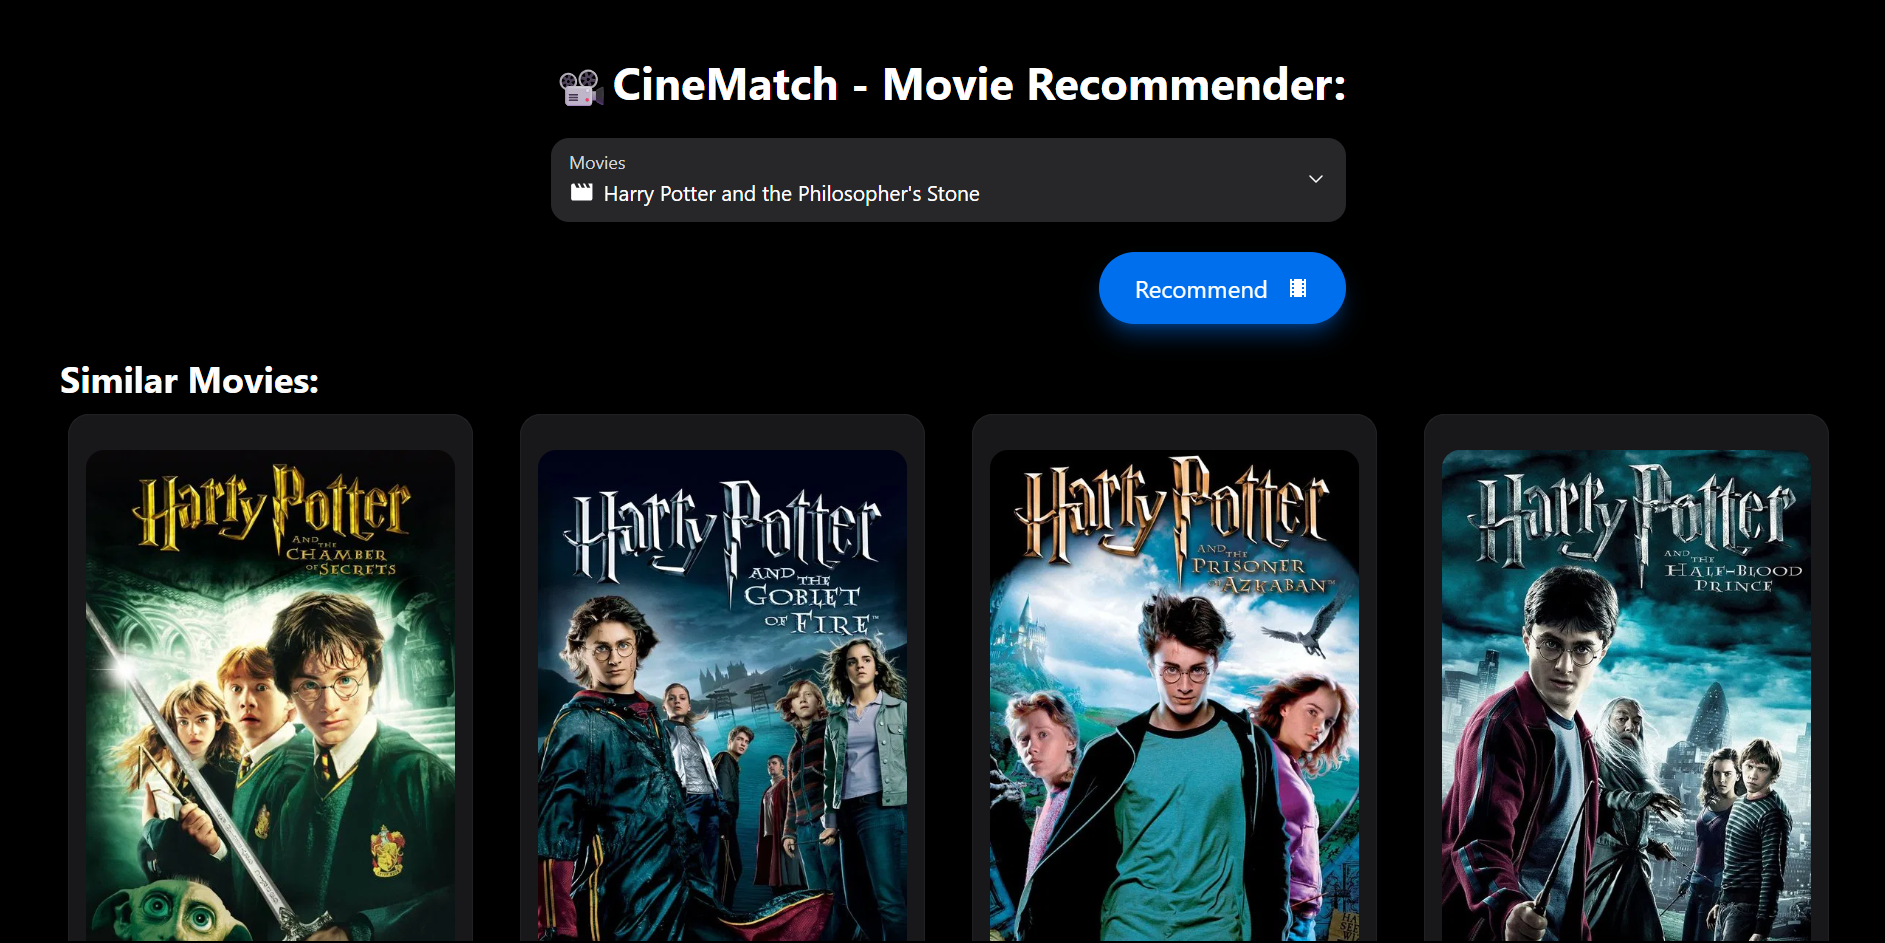 CineMatch - Movie Recommender:
Movies
Harry Potter and the Philosopher's Stone
Recommend
Similar Movies:
Harry Potter
AND THE
CHAMBER
OF SECRETS
Harry Potter
AND THE
GOBLET
OF FIRE™
Harry Potter
AND THE
PRISONER
OF AZKABAN™
Harry Potter
AND THE
HALF-BLOOD
PRINCE